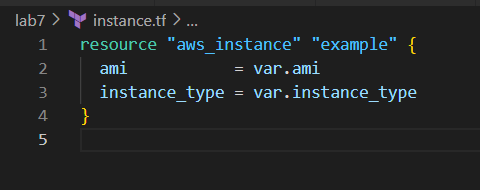 lab7 > instance.tf > ...
1 resource "aws_instance" "example" {
2   ami           = var.ami
3   instance_type = var.instance_type
4 }
5